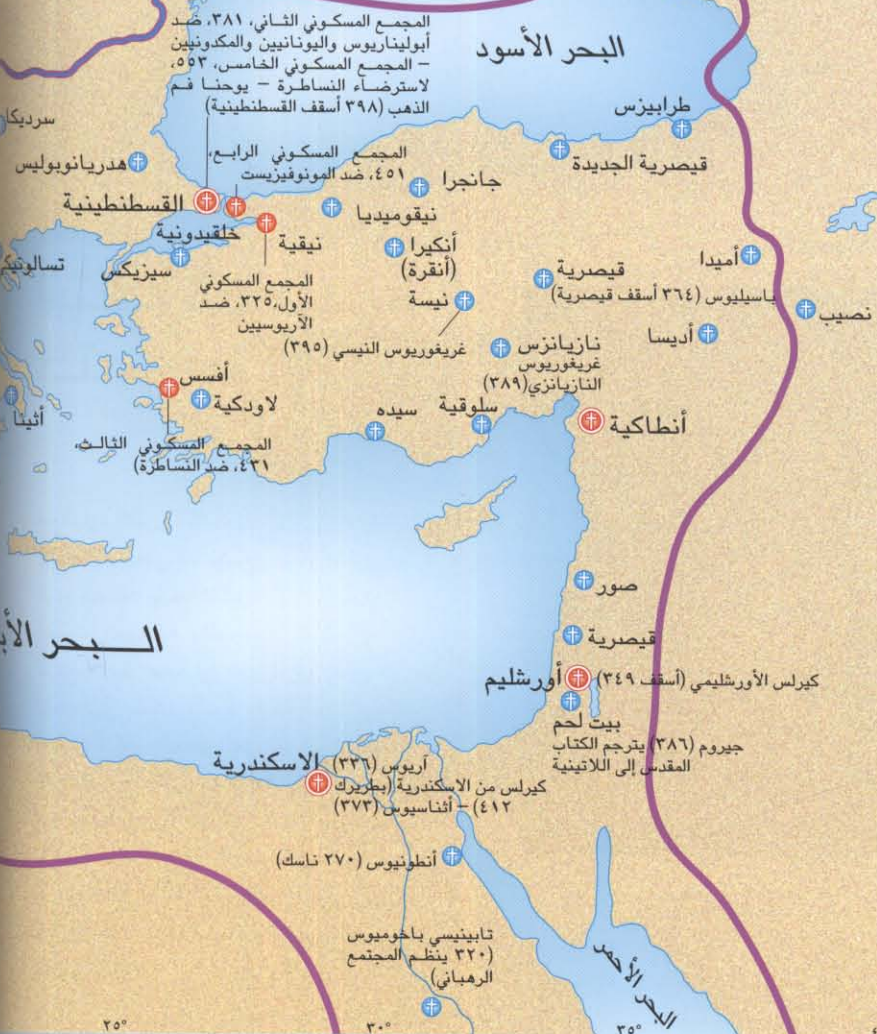 المجمع المسكوني الثاني، ٣٨١، ضد
أبوليناريوس واليونانيين والمكدونيين
– المجمع المسكوني الخامس، ٥٥٣،
لاسترضاء النساطرة – يوحنا فم
الذهب (٣٩٨ أسقف القسطنطينية)
البحر الأسود
طرابيزس
سرديكا
هدريانوبوليس
المجمع المسكوني الرابع،
٤٥١، ضد المونوفيزيست
جانجرا
قيصرية الجديدة
القسطنطينية
خلقيدونية
نيقية
نيقوميديا
أنكيرا
(أنقرة)
تسالونيكي
سيزيكس
المجمع المسكوني
الأول،٣٢٥، ضد
الآريوسيين
نيسة
غريغوريوس النيسي (٣٩٥)
قيصرية
باسيليوس (٣٦٤ أسقف قيصرية)
أميدا
نصيب
أديسا
نازيانزس
غريغوريوس
النازيانزي(٣٨٩)
أفسس
لاودكية
أثينا
المجمع المسكوني الثالث،
٤٣١، ضد النساطرة)
سيده
سلوقية
أنطاكية
صور
قيصرية
البحر الأب
أورشليم
كيرلس الأورشليمي (أسقف ٣٤٩)
بيت لحم
جيروم (٣٨٦) يترجم الكتاب
المقدس إلى اللاتينية
الاسكندرية
آريوس (٣٣٦)
كيرلس من الاسكندرية (بطريرك
٤١٢) – أثناسيوس (٣٧٣)
أنطونيوس (٢٧٠ ناسك)
تابينيسي باخوميوس
(٣٢٠ ينظم المجتمع
الرهباني)
البحر الأحمر
٢٥°
٣٠°
٣٥°